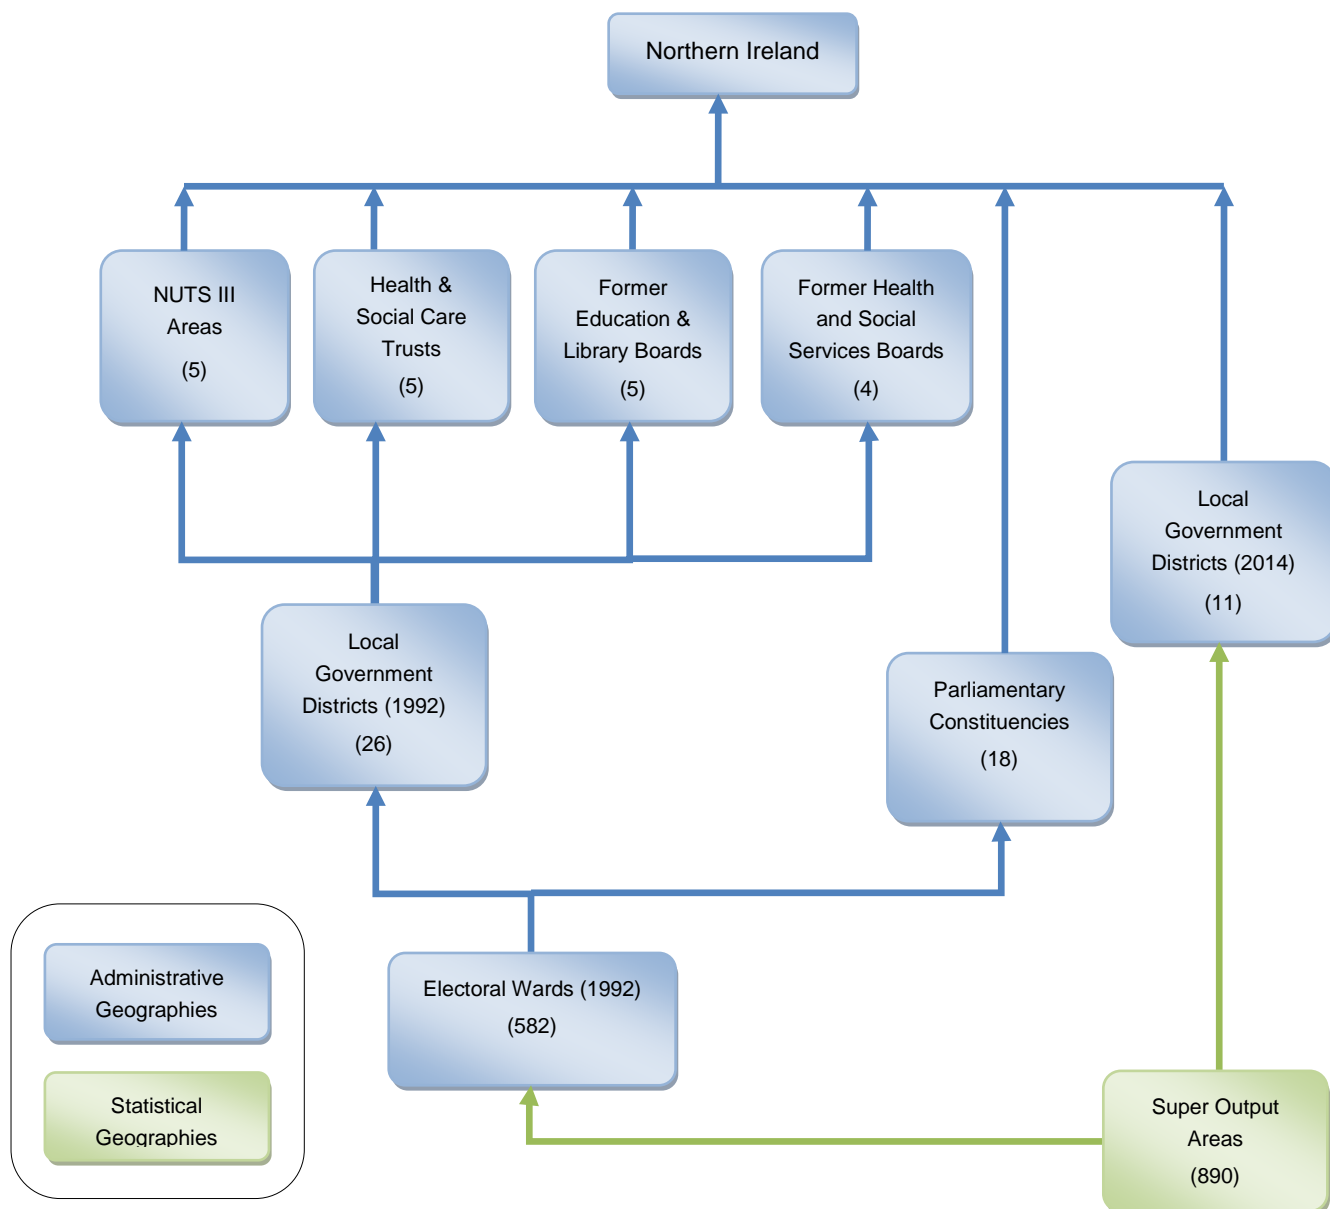 Northern Ireland
NUTS III
Areas
(5)
Health &
Social Care
Trusts
(5)
Former
Education &
Library Boards
(5)
Former Health
and Social
Services Boards
(4)
Local
Government
Districts (2014)
(11)
Local
Government
Districts (1992)
(26)
Parliamentary
Constituencies
(18)
Electoral Wards (1992)
(582)
Administrative
Geographies
Statistical
Geographies
Super Output
Areas
(890)